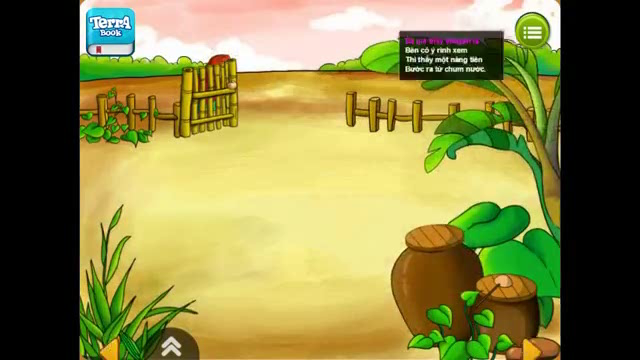 TERRA
BOOK
Bèn có ý rình xem
Thì thấy một nàng tiên
Bước ra từ chum nước.